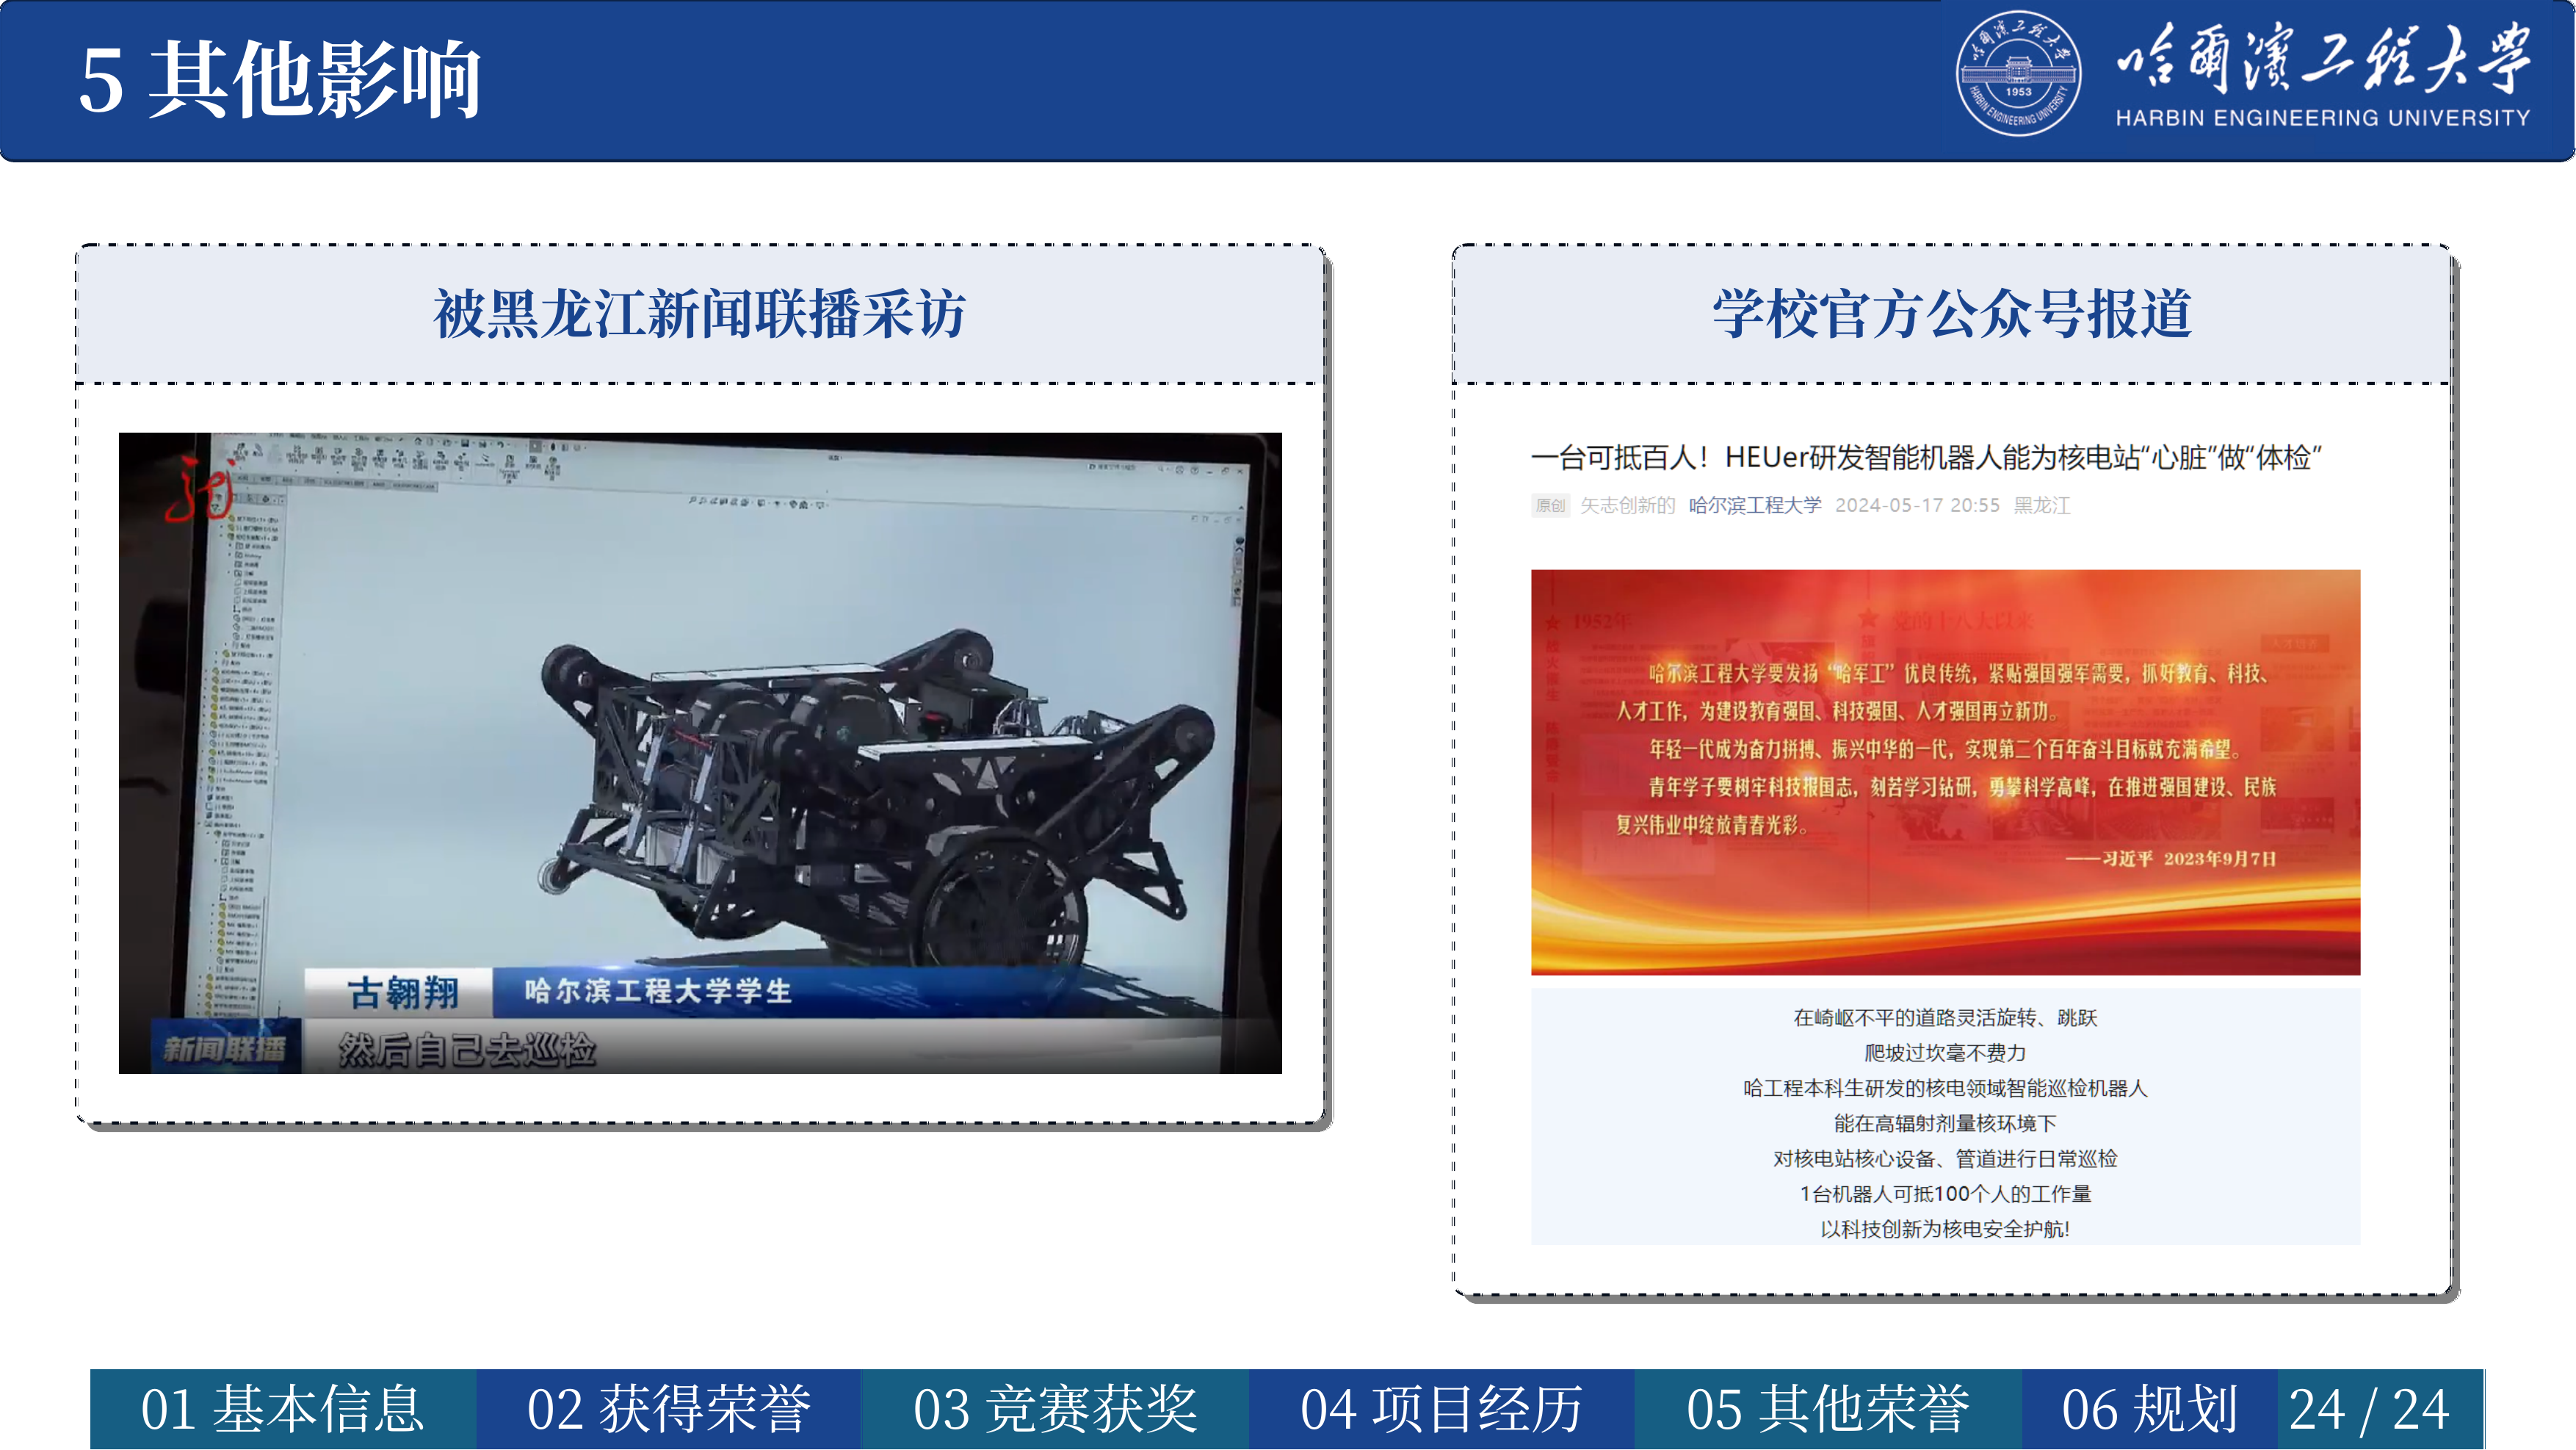 5 其他影响
1953
HARBIN ENGINEERING UNIVERSITY
哈爾濱工程大學
HARBIN ENGINEERING UNIVERSITY
被黑龙江新闻联播采访
古翱翔 哈尔滨工程大学学生
新闻联播 然后自己去巡检
学校官方公众号报道
一台可抵百人！HEUer研发智能机器人能为核电站“心脏”做“体检”
原创 矢志创新的 哈尔滨工程大学 2024-05-17 20:55 黑龙江
1952年 党的十八大以来
哈尔滨工程大学要发扬“哈军工”优良传统，紧贴强国强军需要，抓好教育、科技、
人才工作，为建设教育强国、科技强国、人才强国再立新功。
年轻一代成为奋力拼搏、振兴中华的一代，实现第二个百年奋斗目标就充满希望。
青年学子要树牢科技报国志，刻苦学习钻研，勇攀科学高峰，在推进强国建设、民族
复兴伟业中绽放青春光彩。
——习近平 2023年9月7日
在崎岖不平的道路灵活旋转、跳跃
爬坡过坎毫不费力
哈工程本科生研发的核电领域智能巡检机器人
能在高辐射剂量核环境下
对核电站核心设备、管道进行日常巡检
1台机器人可抵100个人的工作量
以科技创新为核电安全护航!
01 基本信息 02 获得荣誉 03 竞赛获奖 04 项目经历 05 其他荣誉 06 规划 24 / 24